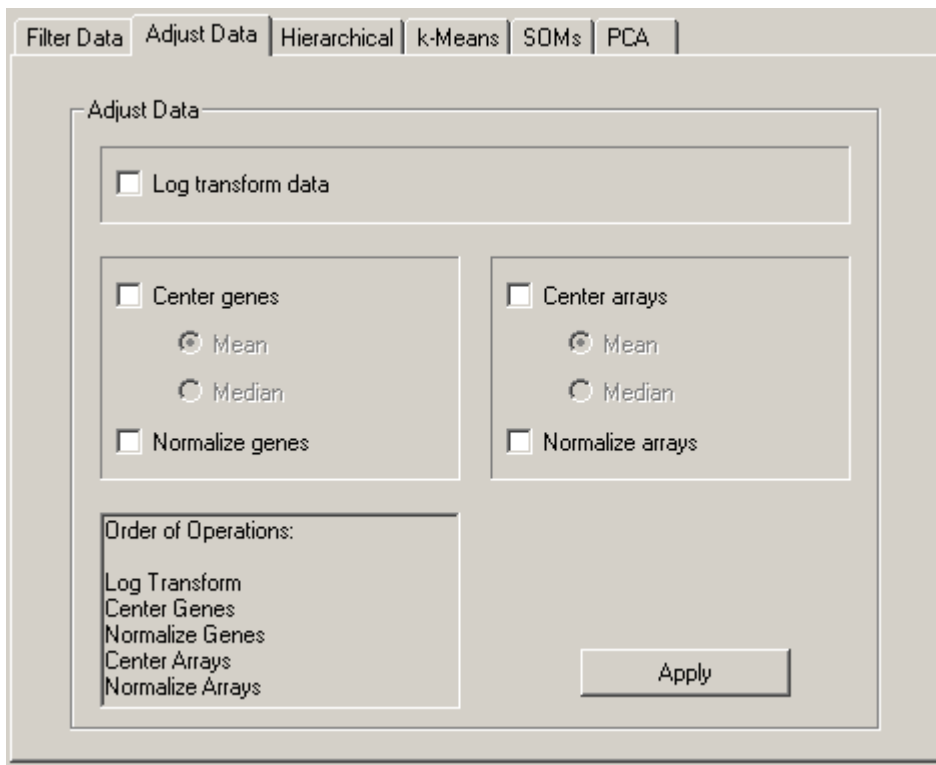 Filter Data Adjust Data Hierarchical k-Means SOMs PCA
Adjust Data
Log transform data
Center genes
Mean
Median
Normalize genes
Center arrays
Mean
Median
Normalize arrays
Order of Operations:
Log Transform
Center Genes
Normalize Genes
Center Arrays
Normalize Arrays
Apply